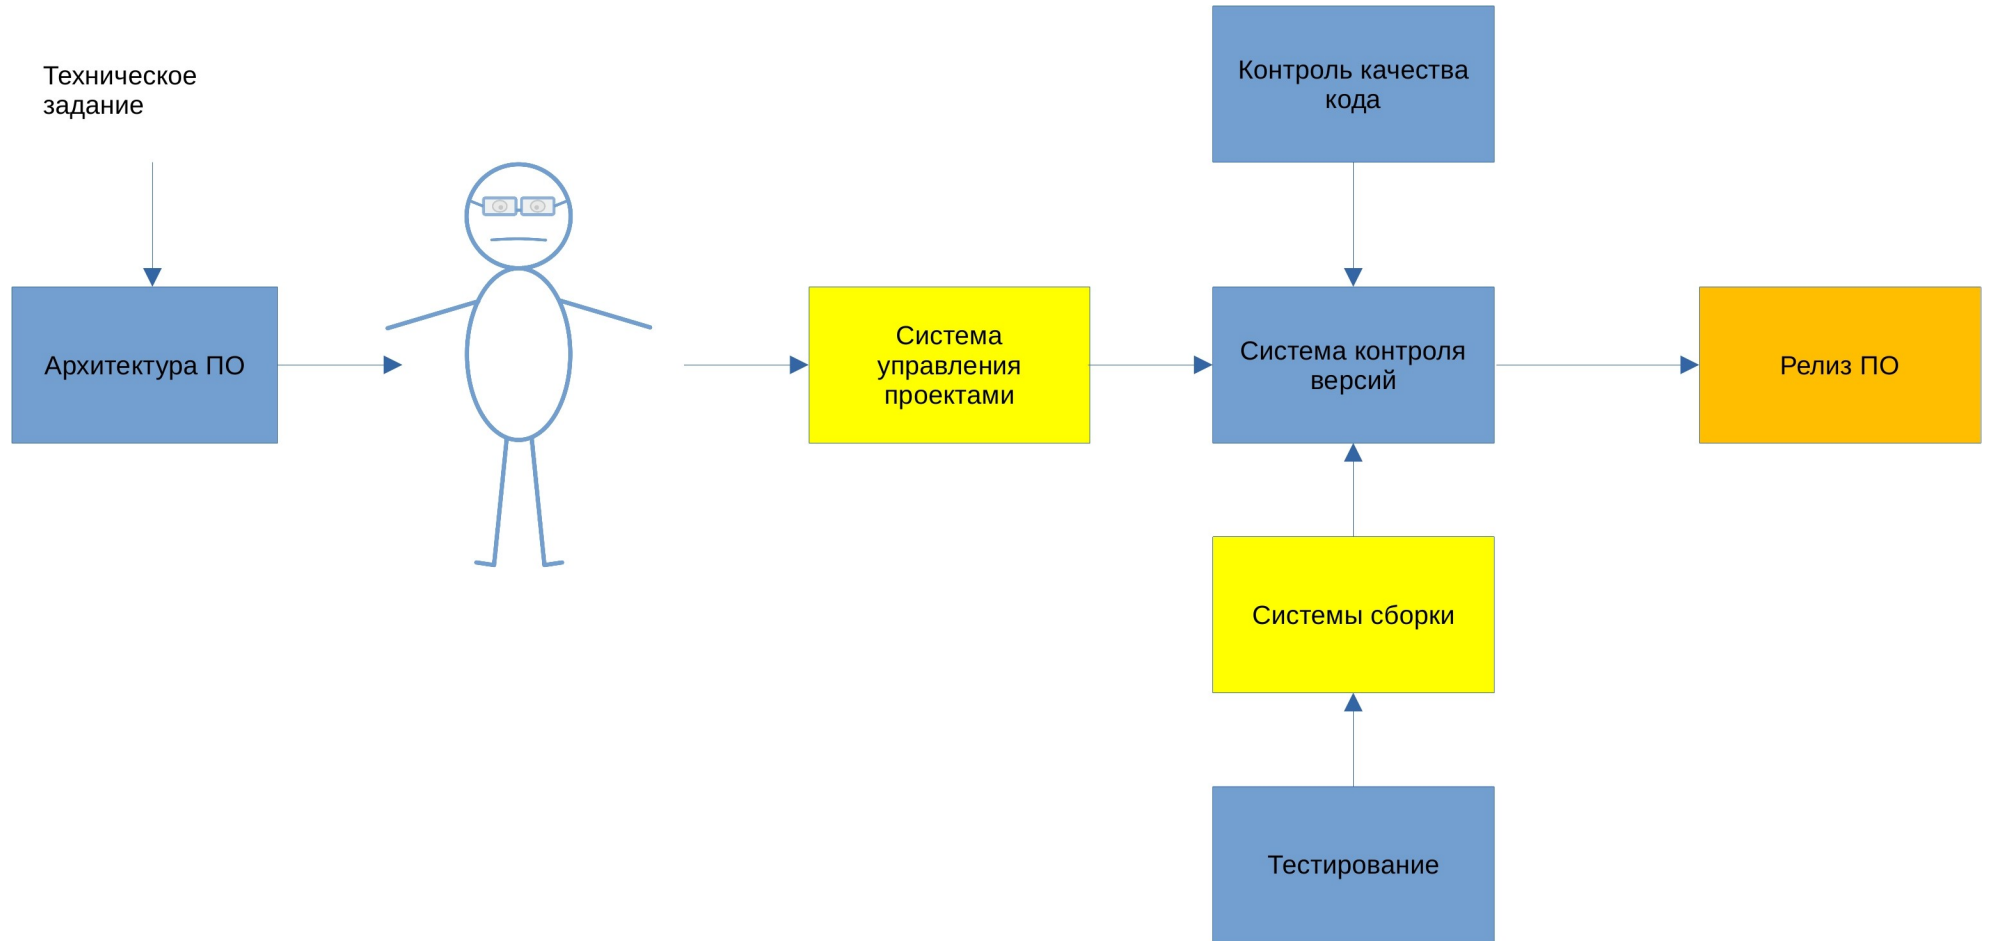 Техническое
задание
Контроль качества
кода
Архитектура ПО
Система
управления
проектами
Система контроля
версий
Релиз ПО
Системы сборки
Тестирование